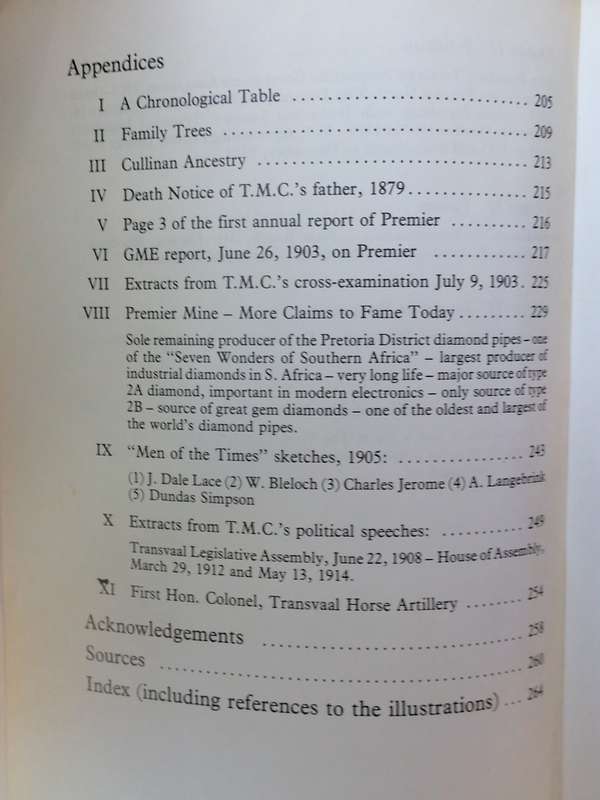 Appendices
I A Chronological Table ............................ 205
II Family Trees .................................... 209
III Cullinan Ancestry ............................... 213
IV Death Notice of T.M.C.'s father, 1879............... 215
V Page 3 of the first annual report of Premier .......... 216
VI GME report, June 26, 1903, on Premier ............ 217
VII Extracts from T.M.C.'s cross-examination July 9, 1903. 225
VIII Premier Mine – More Claims to Fame Today......... 229
Sole remaining producer of the Pretoria District diamond pipes – one
of the "Seven Wonders of Southern Africa" – largest producer of
industrial diamonds in S. Africa – very long life – major source of type
2A diamond, important in modern electronics – only source of type
2B – source of great gem diamonds – one of the oldest and largest of
the world's diamond pipes.
IX "Men of the Times" sketches, 1905: ................ 243
(1) J. Dale Lace (2) W. Bleloch (3) Charles Jerome (4) A. Langebrink
(5) Dundas Simpson
X Extracts from T.M.C.'s political speeches: ........... 249
Transvaal Legislative Assembly, June 22, 1908 – House of Assembly,
March 29, 1912 and May 13, 1914.
XI First Hon. Colonel, Transvaal Horse Artillery ........ 254
Acknowledgements ................................ 258
Sources ............................................ 260
Index (including references to the illustrations) ... 264